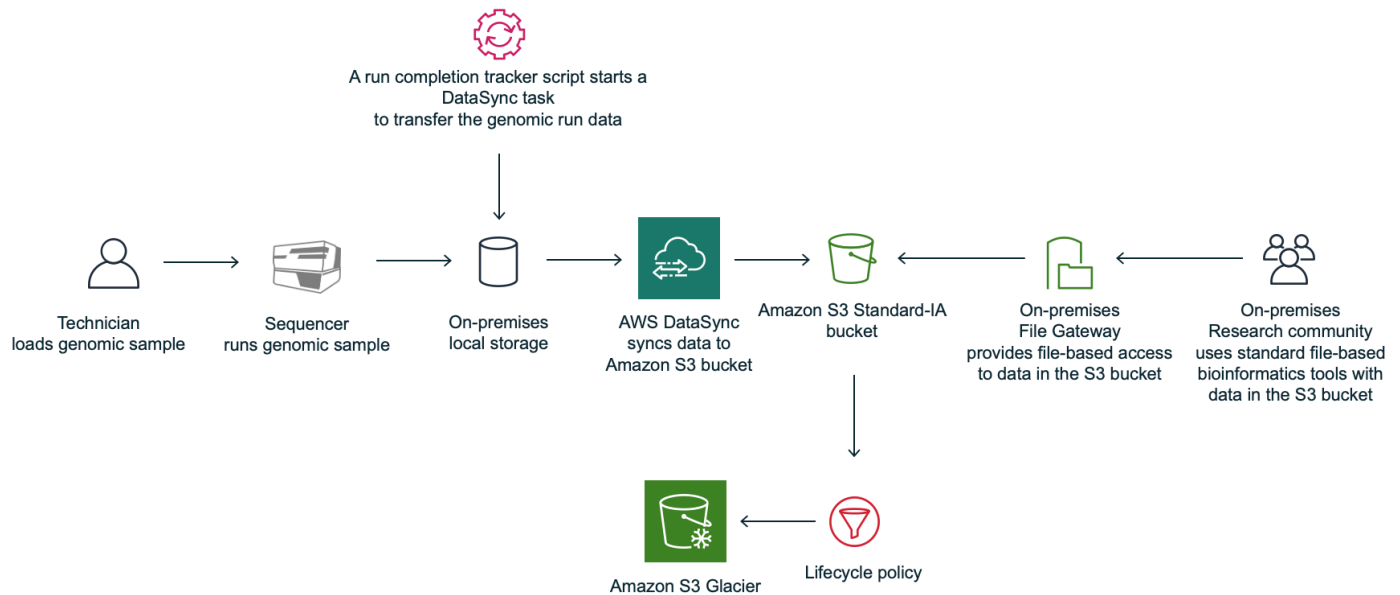 A run completion tracker script starts a
DataSync task
to transfer the genomic run data
Technician
loads genomic sample
Sequencer
runs genomic sample
On-premises
local storage
AWS DataSync
syncs data to
Amazon S3 bucket
Amazon S3 Standard-IA
bucket
On-premises
File Gateway
provides file-based access
to data in the S3 bucket
On-premises
Research community
uses standard file-based
bioinformatics tools with
data in the S3 bucket
Amazon S3 Glacier
Lifecycle policy